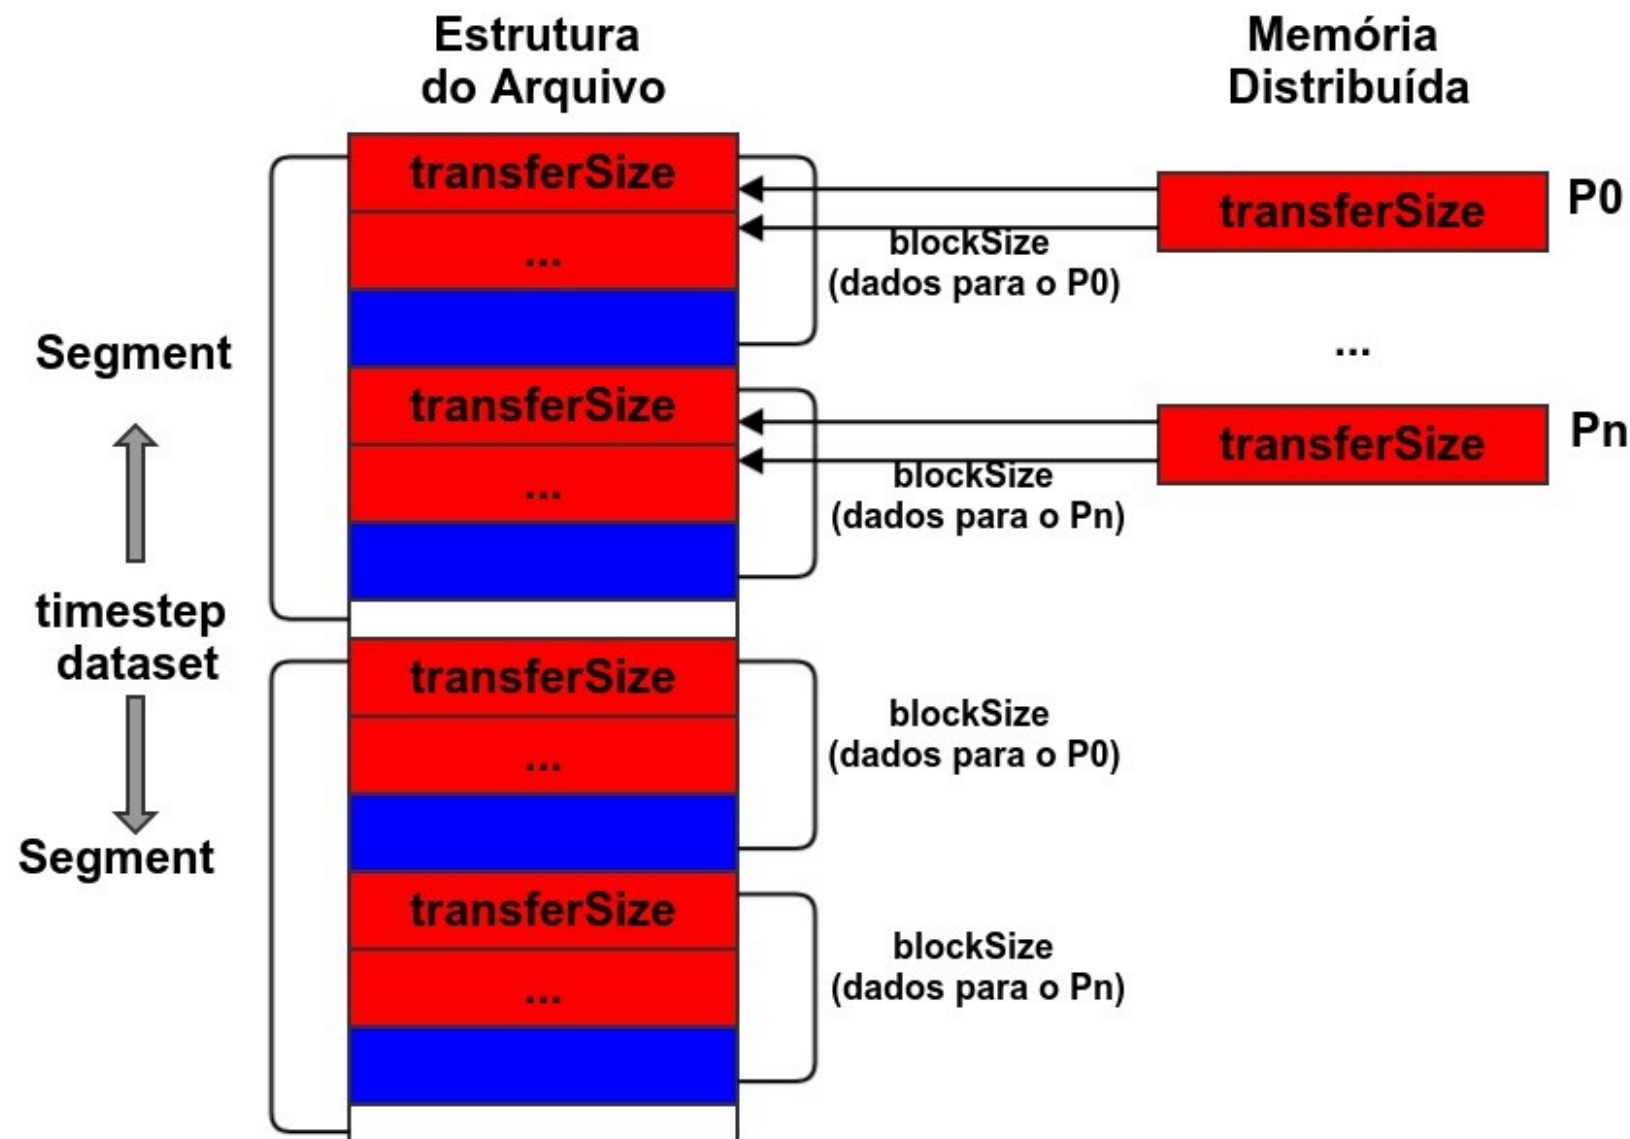 Estrutura
do Arquivo
Memória
Distribuída
transferSize
...
blockSize
(dados para o P0)
transferSize
P0
...
Segment
transferSize
...
blockSize
(dados para o Pn)
transferSize
Pn
timestep
dataset
Segment
transferSize
...
blockSize
(dados para o P0)
transferSize
...
blockSize
(dados para o Pn)